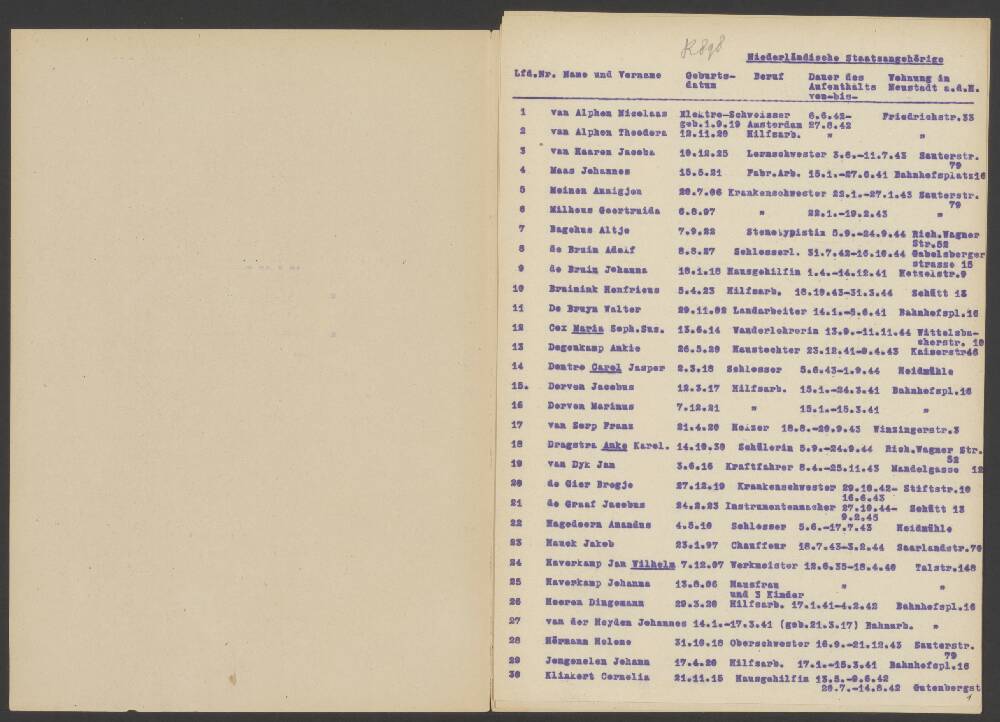 K898
Niederländische Staatsangehörige
Lfd.Nr. Name und Vorname Geburts- Beruf Dauer des Wohnung in
datum Aufenthalts Neustadt a.d.H.
von-bis-
1 van Alphen Nicolaas Elektro-Schweisser 6.6.42- Friedrichstr.33
geb.1.9.19 Amsterdam 27.8.42
2 van Alphen Theodora 12.11.20 Hilfsarb. " "
3 van Haaren Jacoba 10.12.25 Lernschwester 3.6.-11.7.43 Sauterstr.
79
4 Maas Johannes 15.5.21 Fabr.Arb. 15.1.-27.6.41 Bahnhofsplatz16
5 Meinen Annigjen 20.7.06 Krankenschwester 22.1.-27.1.43 Sauterstr.
79
6 Milhous Geertruida 6.8.97 " 22.1.-19.2.43 "
7 Bagchus Altje 7.9.22 Stenotypistin 5.9.-24.9.44 Rich.Wagner
Str.52
8 de Bruin Adolf 8.8.27 Schlosserl. 31.7.42-16.10.44 Gabelsberger
strasse 15
9 de Bruin Johanna 18.1.18 Hausgehilfin 1.4.-14.12.41 Hetzelstr.9
10 Bruinink Henfricus 5.4.23 Hilfsarb. 18.10.43-31.3.44 Schütt 13
11 De Bruyn Walter 29.11.02 Landarbeiter 14.1.-5.6.41 Bahnhofspl.16
12 Cox Maria Soph.Sus. 13.6.14 Wanderlehrerin 13.9.-11.11.44 Wittelsba-
cherstr. 10
13 Degenkamp Ankie 26.5.20 Haustochter 23.12.41-9.4.43 Kaiserstr46
14 Dentro Carel Jasper 2.3.18 Schlosser 5.6.43-1.9.44 Heidmühle
15. Derven Jacobus 12.3.17 Hilfsarb. 15.1.-24.3.41 Bahnhofspl.16
16 Derven Marinus 7.12.21 " 15.1.-15.3.41 "
17 van Serp Franz 21.4.20 Heizer 18.8.-20.9.43 Winzingerstr.3
18 Dragstra Anke Karel. 14.10.30 Schülerin 5.9.-24.9.44 Rich.Wagner Str.
52
19 van Dyk Jan 3.6.16 Kraftfahrer 8.4.-25.11.43 Mandelgasse 12
20 de Gier Bregje 27.12.19 Krankenschwester 29.10.42- Stiftstr.10
16.6.43
21 de Graaf Jacobus 24.2.23 Instrumentenmacher 27.10.44- Schütt 13
9.2.45
22 Hagedoorn Amandus 4.5.10 Schlosser 5.6.-17.7.43 Heidmühle
23 Hauck Jakob 23.1.97 Chauffeur 18.7.43-3.2.44 Saarlandstr.70
24 Haverkamp Jan Wilhelm 7.12.07 Werkmeister 12.6.35-18.4.40 Talstr.148
25 Haverkamp Johanna 13.8.06 Hausfrau " "
und 3 Kinder
26 Heeren Dingemann 29.3.20 Hilfsarb. 17.1.41-4.2.42 Bahnhofspl.16
27 van der Heyden Johannes 14.1.-17.3.41 (geb.21.3.17) Bahnarb. "
28 Hörmann Helene 31.10.18 Oberschwester 16.9.-21.12.43 Sauterstr.
79
29 Jongenelen Johann 17.4.20 Hilfsarb. 17.1.-15.3.41 Bahnhofspl.16
30 Klinkert Cornelia 21.11.15 Hausgehilfin 13.5.-9.6.42
20.7.-14.8.42 Gutenbergst
1